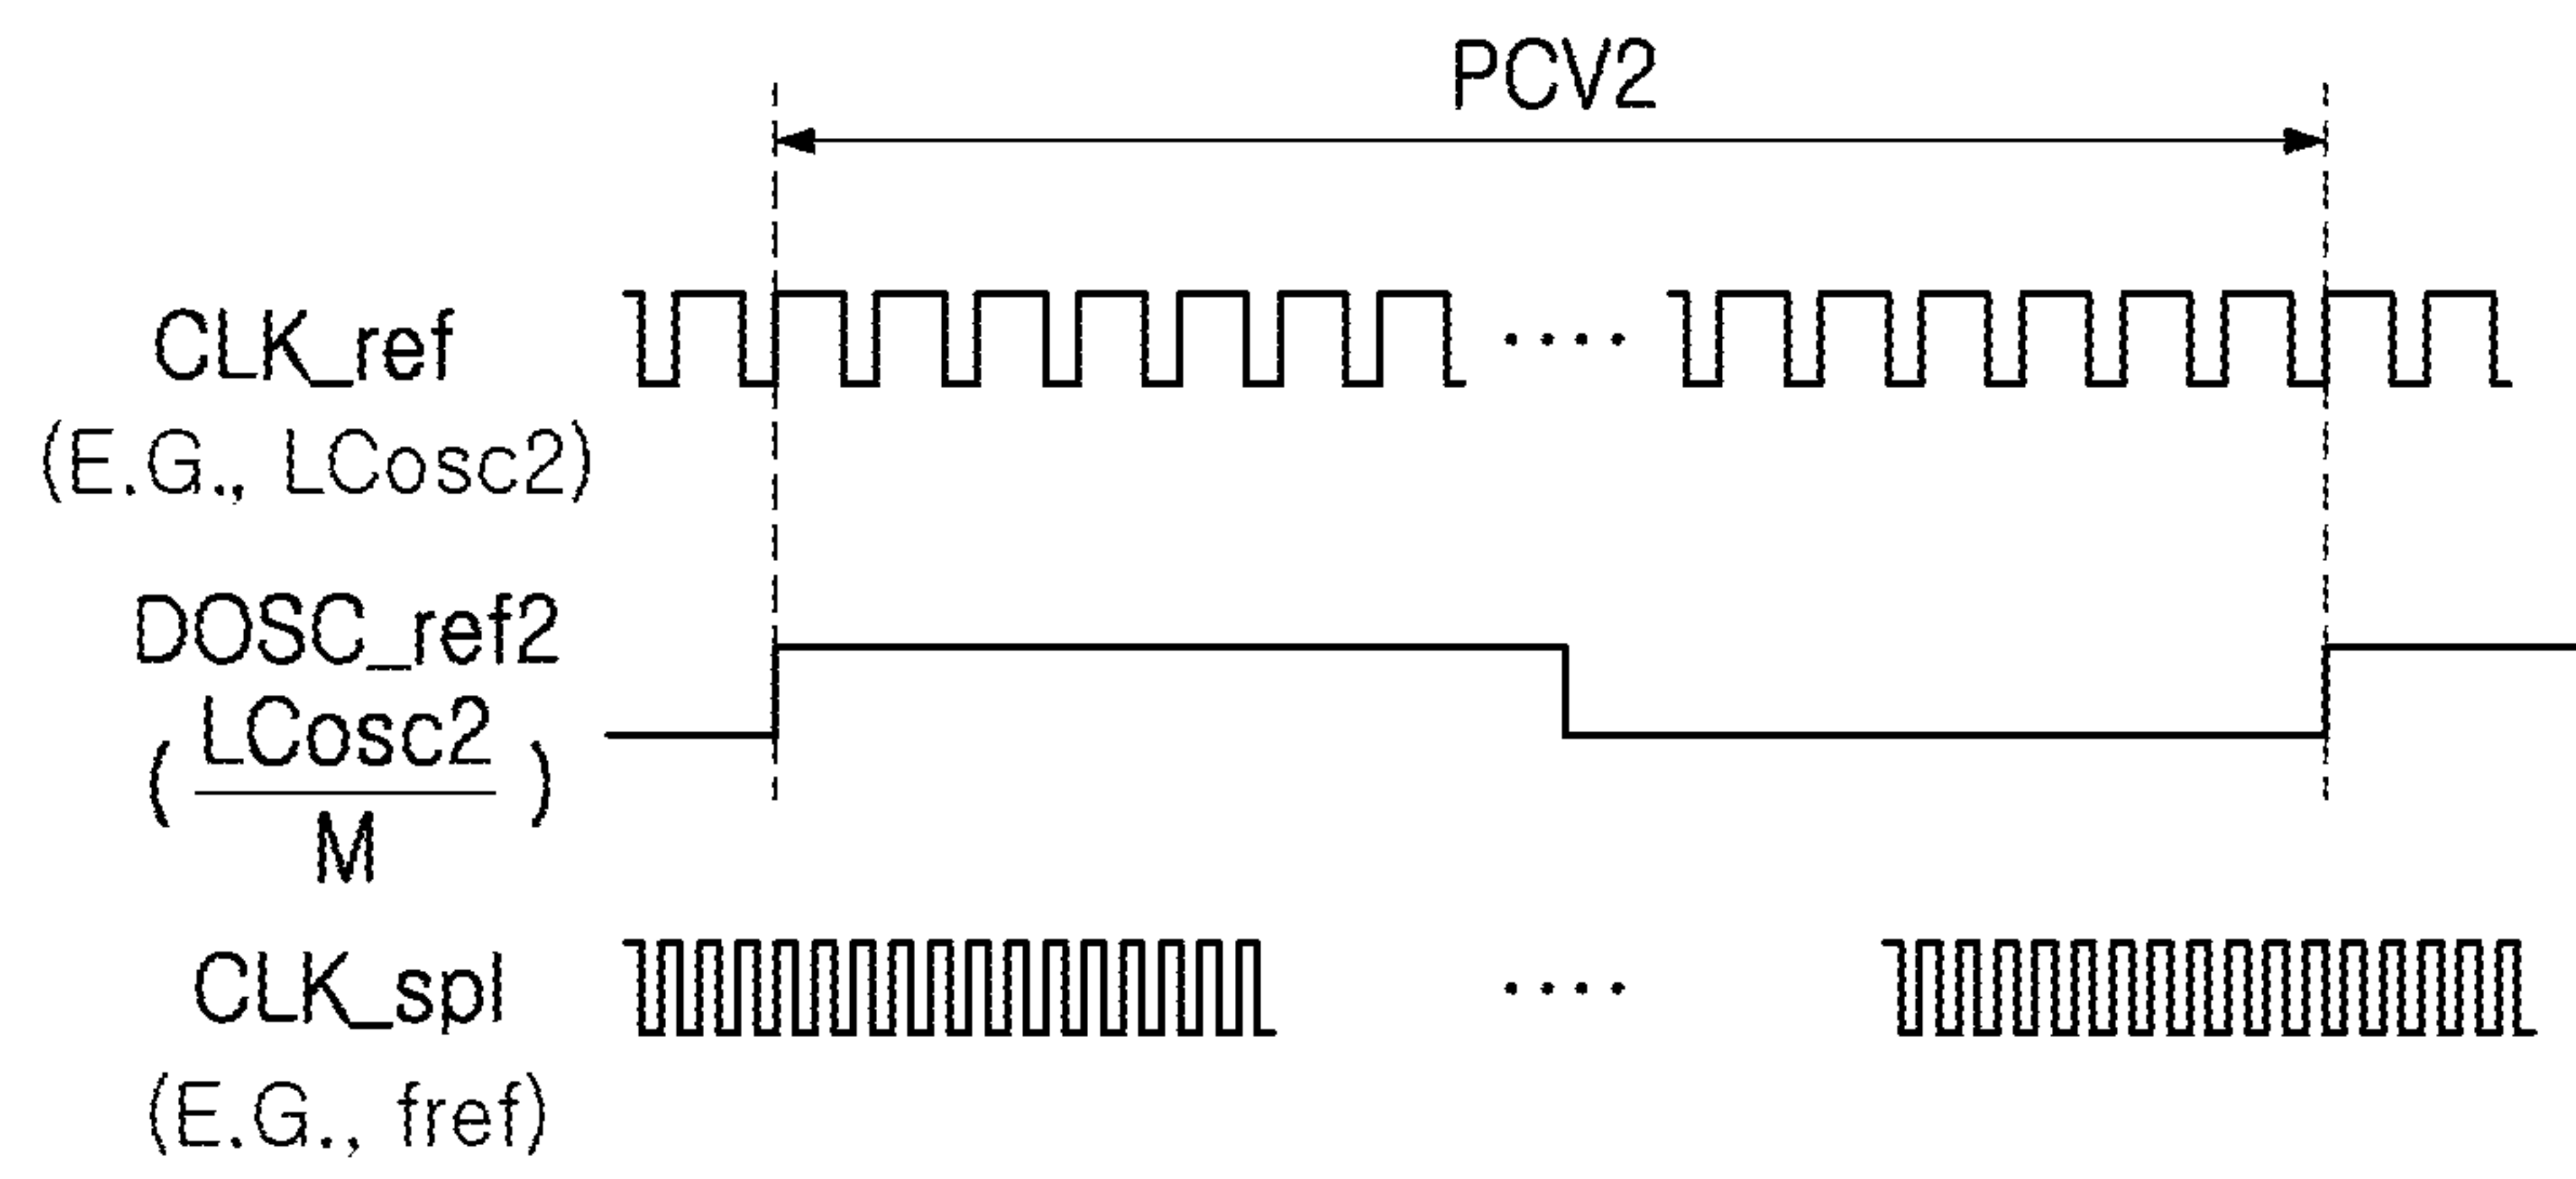 PCV2
CLK_ref
(E.G., LCosc2)
DOSC_ref2
( LCosc2 )
M
CLK_spl
(E.G., fref)